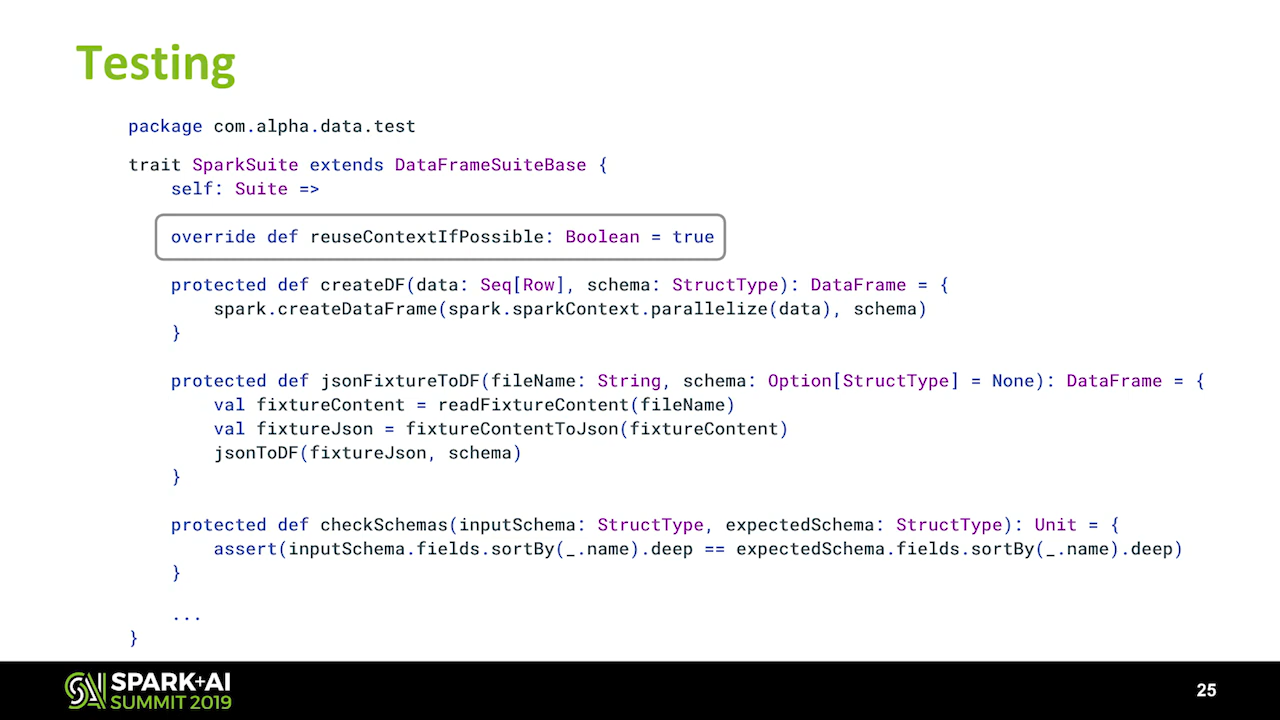 Testing
package com.alpha.data.test
trait SparkSuite extends DataFrameSuiteBase {
self: Suite =>
override def reuseContextIfPossible: Boolean = true
protected def createDF(data: Seq[Row], schema: StructType): DataFrame = {
spark.createDataFrame(spark.sparkContext.parallelize(data), schema)
}
protected def jsonFixtureToDF(fileName: String, schema: Option[StructType] = None): DataFrame = {
val fixtureContent = readFixtureContent(fileName)
val fixtureJson = fixtureContentToJson(fixtureContent)
jsonToDF(fixtureJson, schema)
}
protected def checkSchemas(inputSchema: StructType, expectedSchema: StructType): Unit = {
assert(inputSchema.fields.sortBy(_.name).deep == expectedSchema.fields.sortBy(_.name).deep)
}
...
}
SPARK+AI
SUMMIT 2019
25